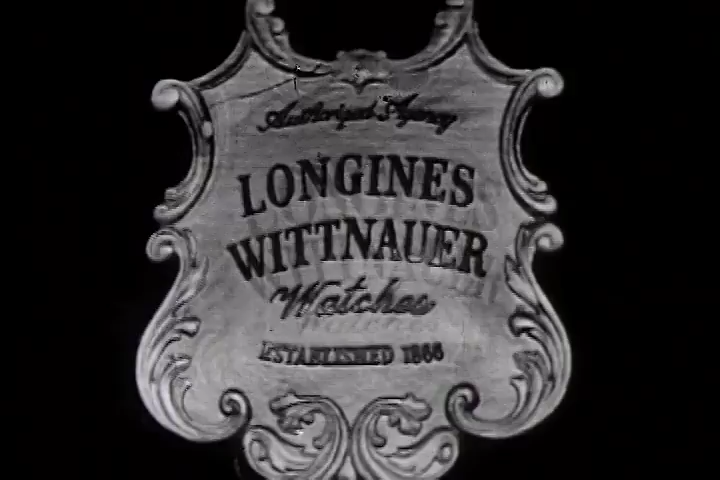 Authorized Agency
LONGINES
WITTNAUER
Watches
ESTABLISHED 1866